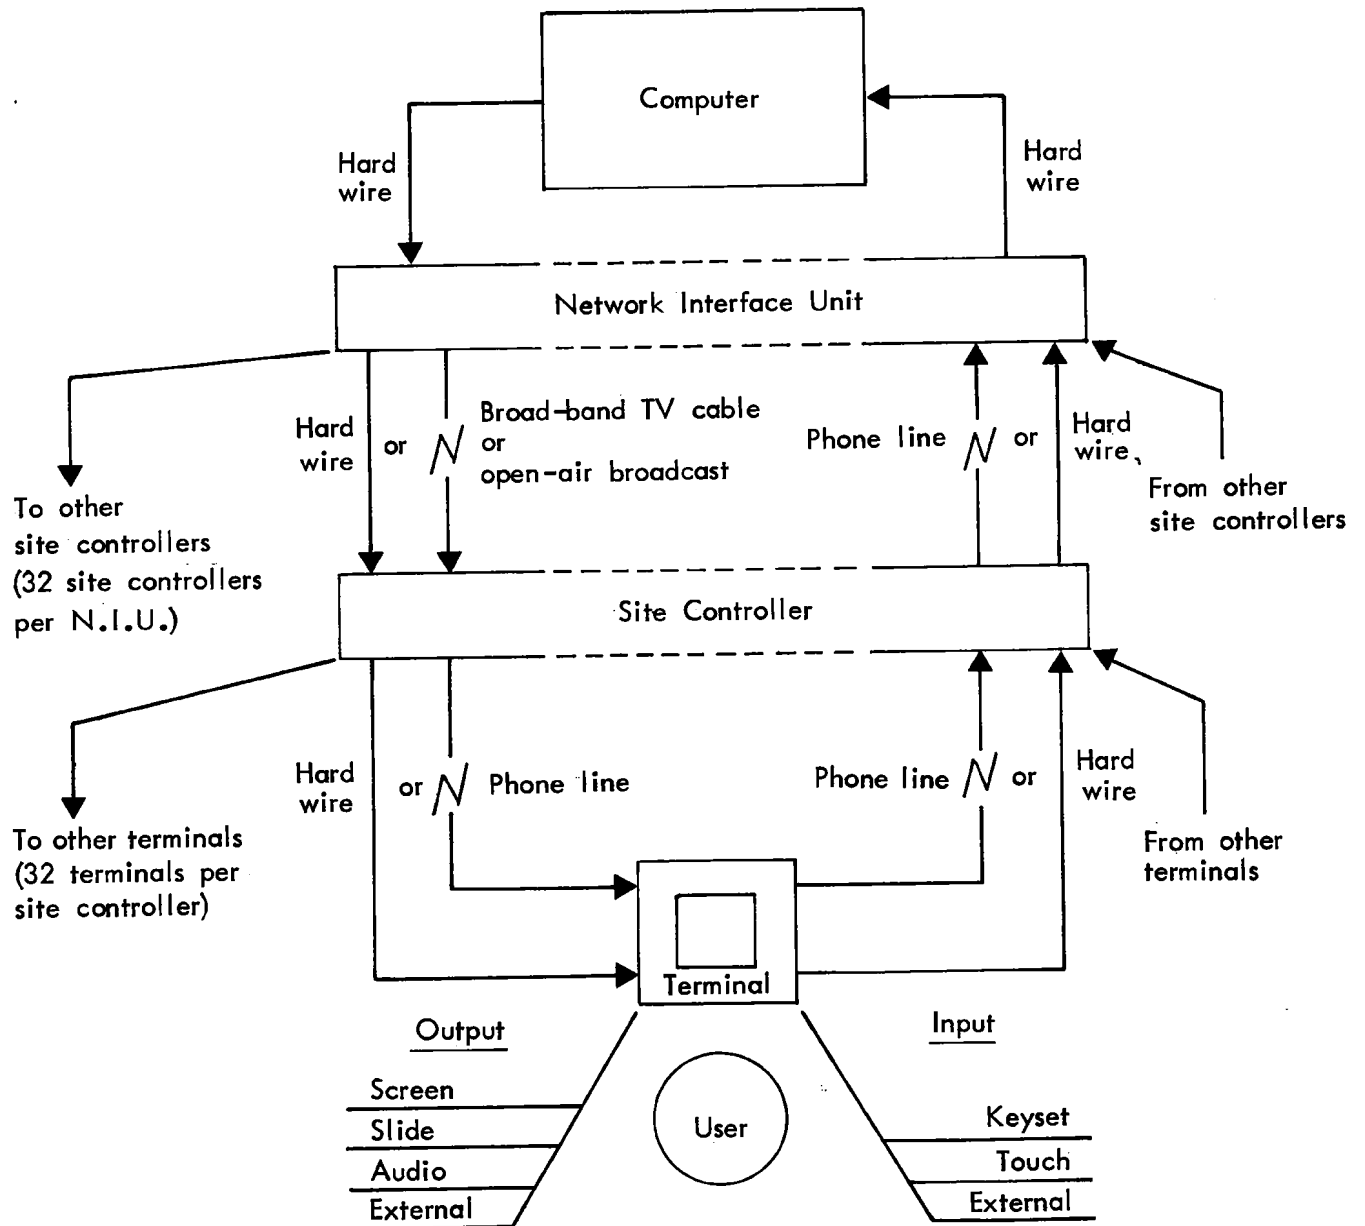 Computer
Hard
wire
Hard
wire
Network Interface Unit
Hard
wire
or
Broad-band TV cable
or
open-air broadcast
Phone line
or
Hard
wire
To other
site controllers
(32 site controllers
per N.I.U.)
From other
site controllers
Site Controller
Hard
wire
or
Phone line
Phone line
or
Hard
wire
To other terminals
(32 terminals per
site controller)
From other
terminals
Terminal
Output
Input
Screen
Slide
Audio
External
User
Keyset
Touch
External